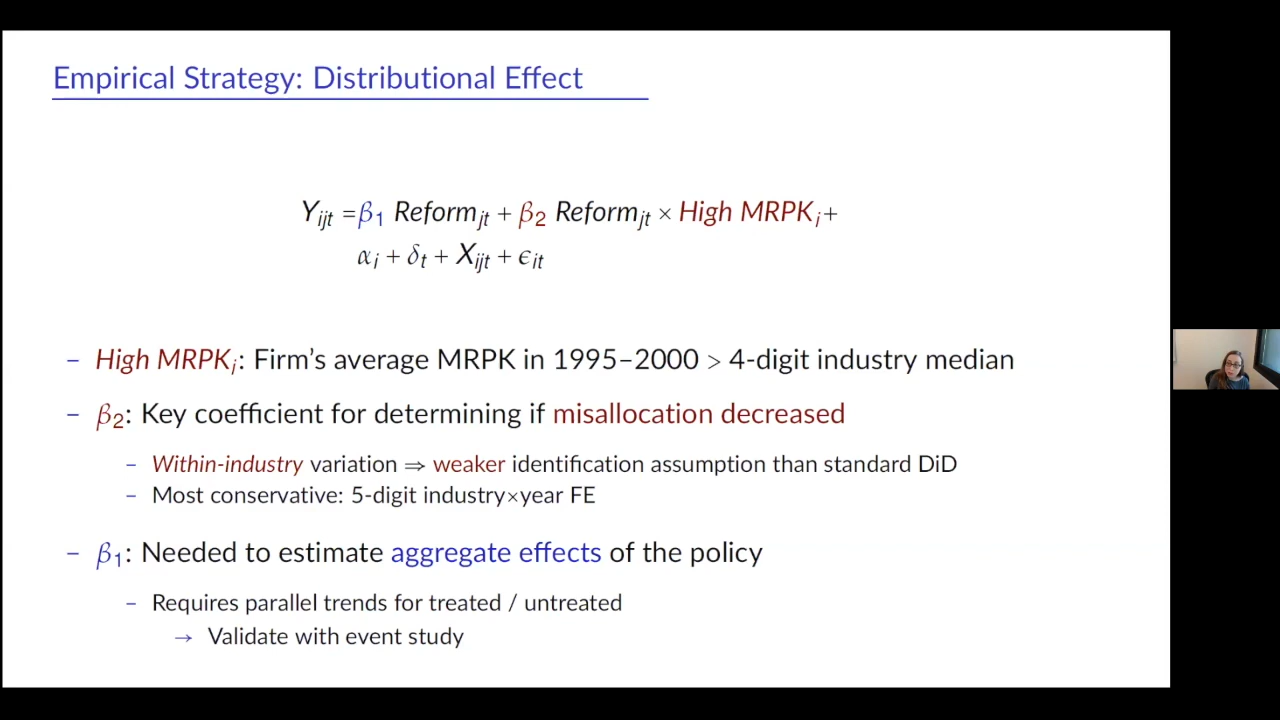 Empirical Strategy: Distributional Effect
Y_ijt = β₁ Reform_jt + β₂ Reform_jt × High MRPK_i +
α_i + δ_t + X_ijt + ϵ_it
– High MRPK_i: Firm's average MRPK in 1995–2000 > 4-digit industry median
– β₂: Key coefficient for determining if misallocation decreased
– Within-industry variation ⇒ weaker identification assumption than standard DiD
– Most conservative: 5-digit industry×year FE
– β₁: Needed to estimate aggregate effects of the policy
– Requires parallel trends for treated / untreated
→ Validate with event study